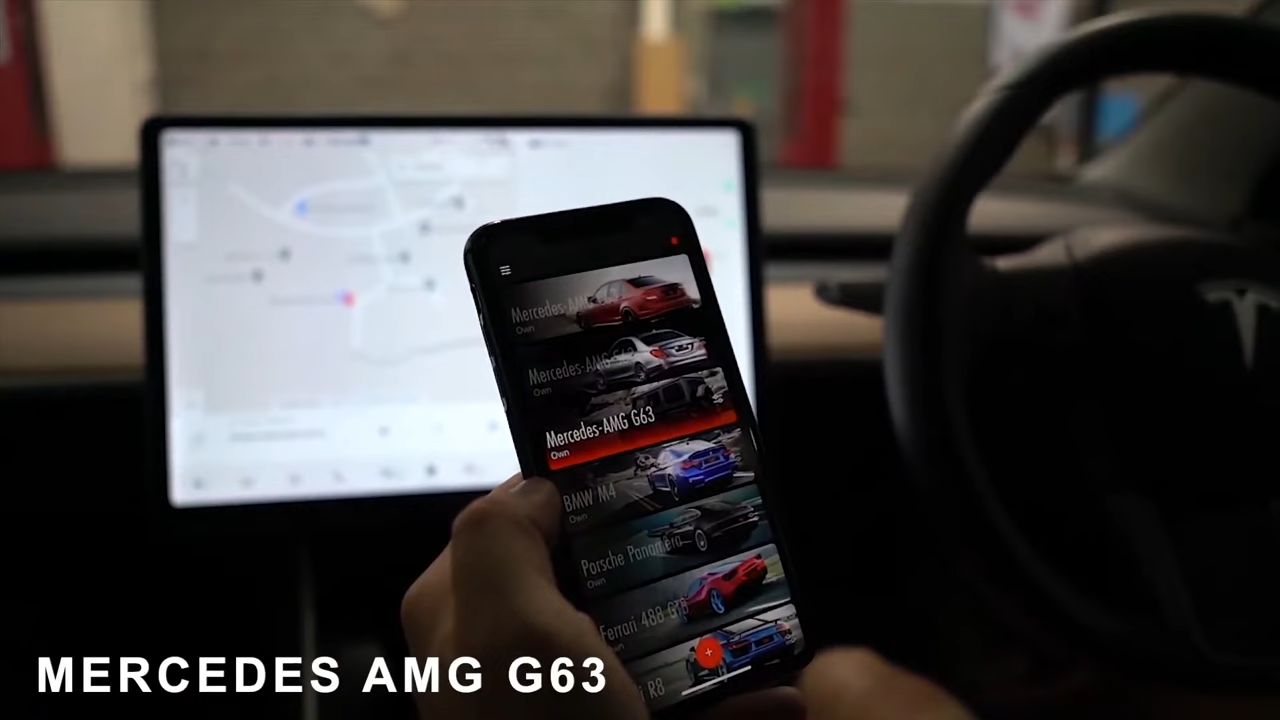 Mercedes-AMG
Own
Mercedes-AMG
Own
Mercedes-AMG G63
Own
BMW M4
Own
Porsche Panamera
Own
Ferrari 488 GTB
R8
MERCEDES AMG G63